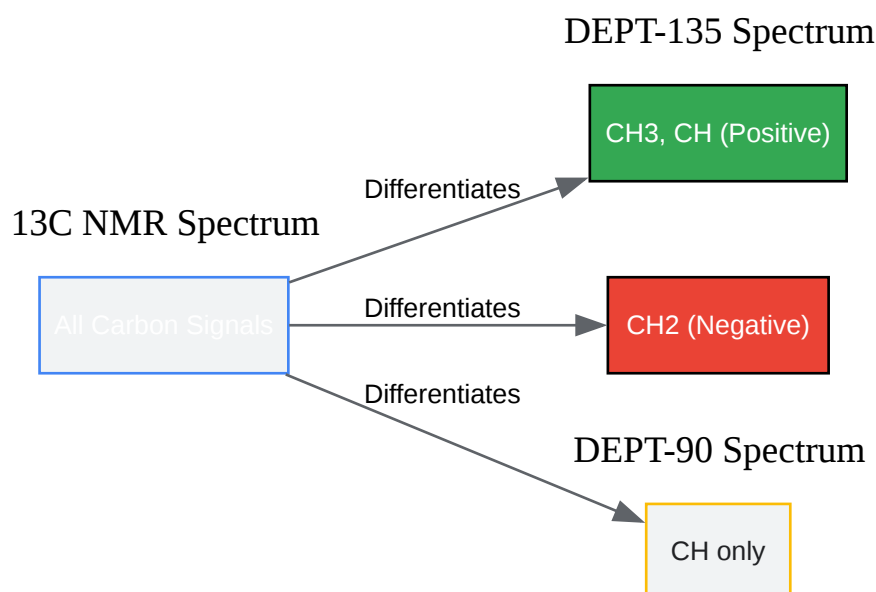 DEPT-135 Spectrum
CH3, CH (Positive)
Differentiates
13C NMR Spectrum
All Carbon Signals
Differentiates
CH2 (Negative)
Differentiates
DEPT-90 Spectrum
CH only